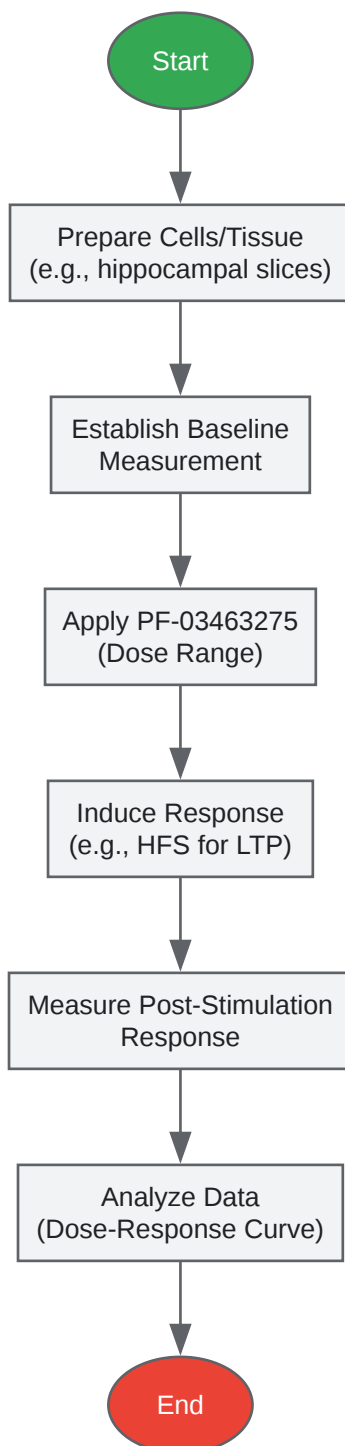 Start
Prepare Cells/Tissue
(e.g., hippocampal slices)
Establish Baseline
Measurement
Apply PF-03463275
(Dose Range)
Induce Response
(e.g., HFS for LTP)
Measure Post-Stimulation
Response
Analyze Data
(Dose-Response Curve)
End